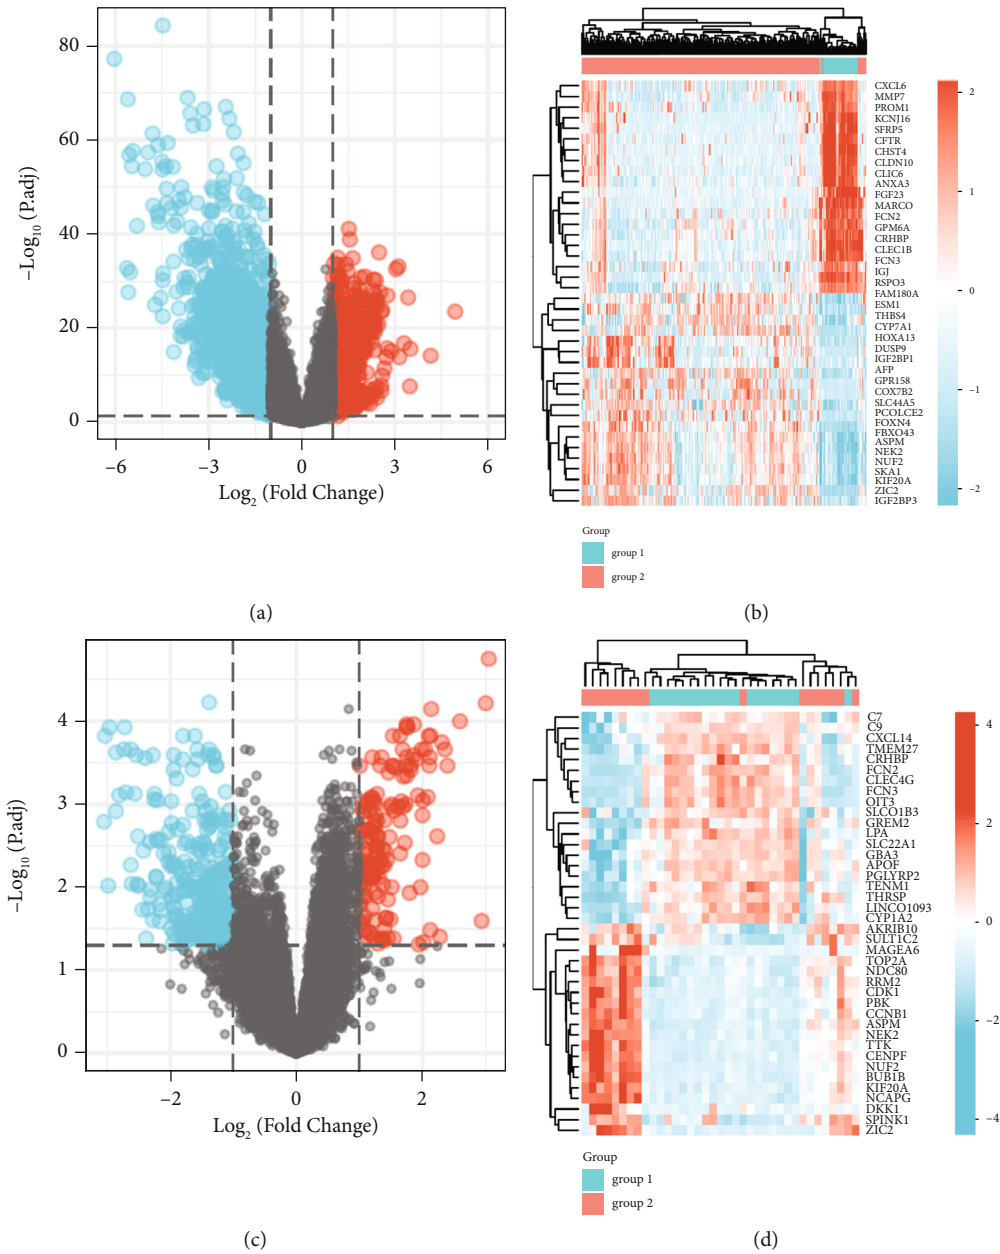 80
60
40
20
0
−Log10 (P.adj)
−6
−3
0
3
6
Log2 (Fold Change)
(a)
CXCL6
MMP7
PROM1
KCNJ16
SFRP5
CFTR
CHST4
CLDN10
CLIC6
ANXA3
FGF23
MARCO
FCN2
GPM6A
CRHBP
CLEC1B
FCN3
IGJ
RSPO3
FAM180A
ESM1
THBS4
CYP7A1
HOXA13
DUSP9
IGF2BP1
AFP
GPR158
COX7B2
SLC44A5
PCOLCE2
FOXN4
FBXO43
ASPM
NEK2
NUF2
SKA1
KIF20A
ZIC2
IGF2BP3
2
1
0
−1
−2
Group
group 1
group 2
(b)
4
3
2
1
0
−Log10 (P.adj)
−2
0
2
Log2 (Fold Change)
(c)
C7
C9
CXCL14
TMEM27
CRHBP
FCN2
CLEC4G
FCN3
OIT3
SLCO1B3
GREM2
LPA
SLC22A1
GBA3
APOF
PGLYRP2
TENM1
THRSP
LINCO1093
CYP1A2
AKRIB10
SULT1C2
MAGEA6
TOP2A
NDC80
RRM2
CDK1
PBK
CCNB1
ASPM
NEK2
TTK
CENPF
NUF2
BUB1B
KIF20A
NCAPG
DKK1
SPINK1
ZIC2
4
2
0
−2
−4
Group
group 1
group 2
(d)